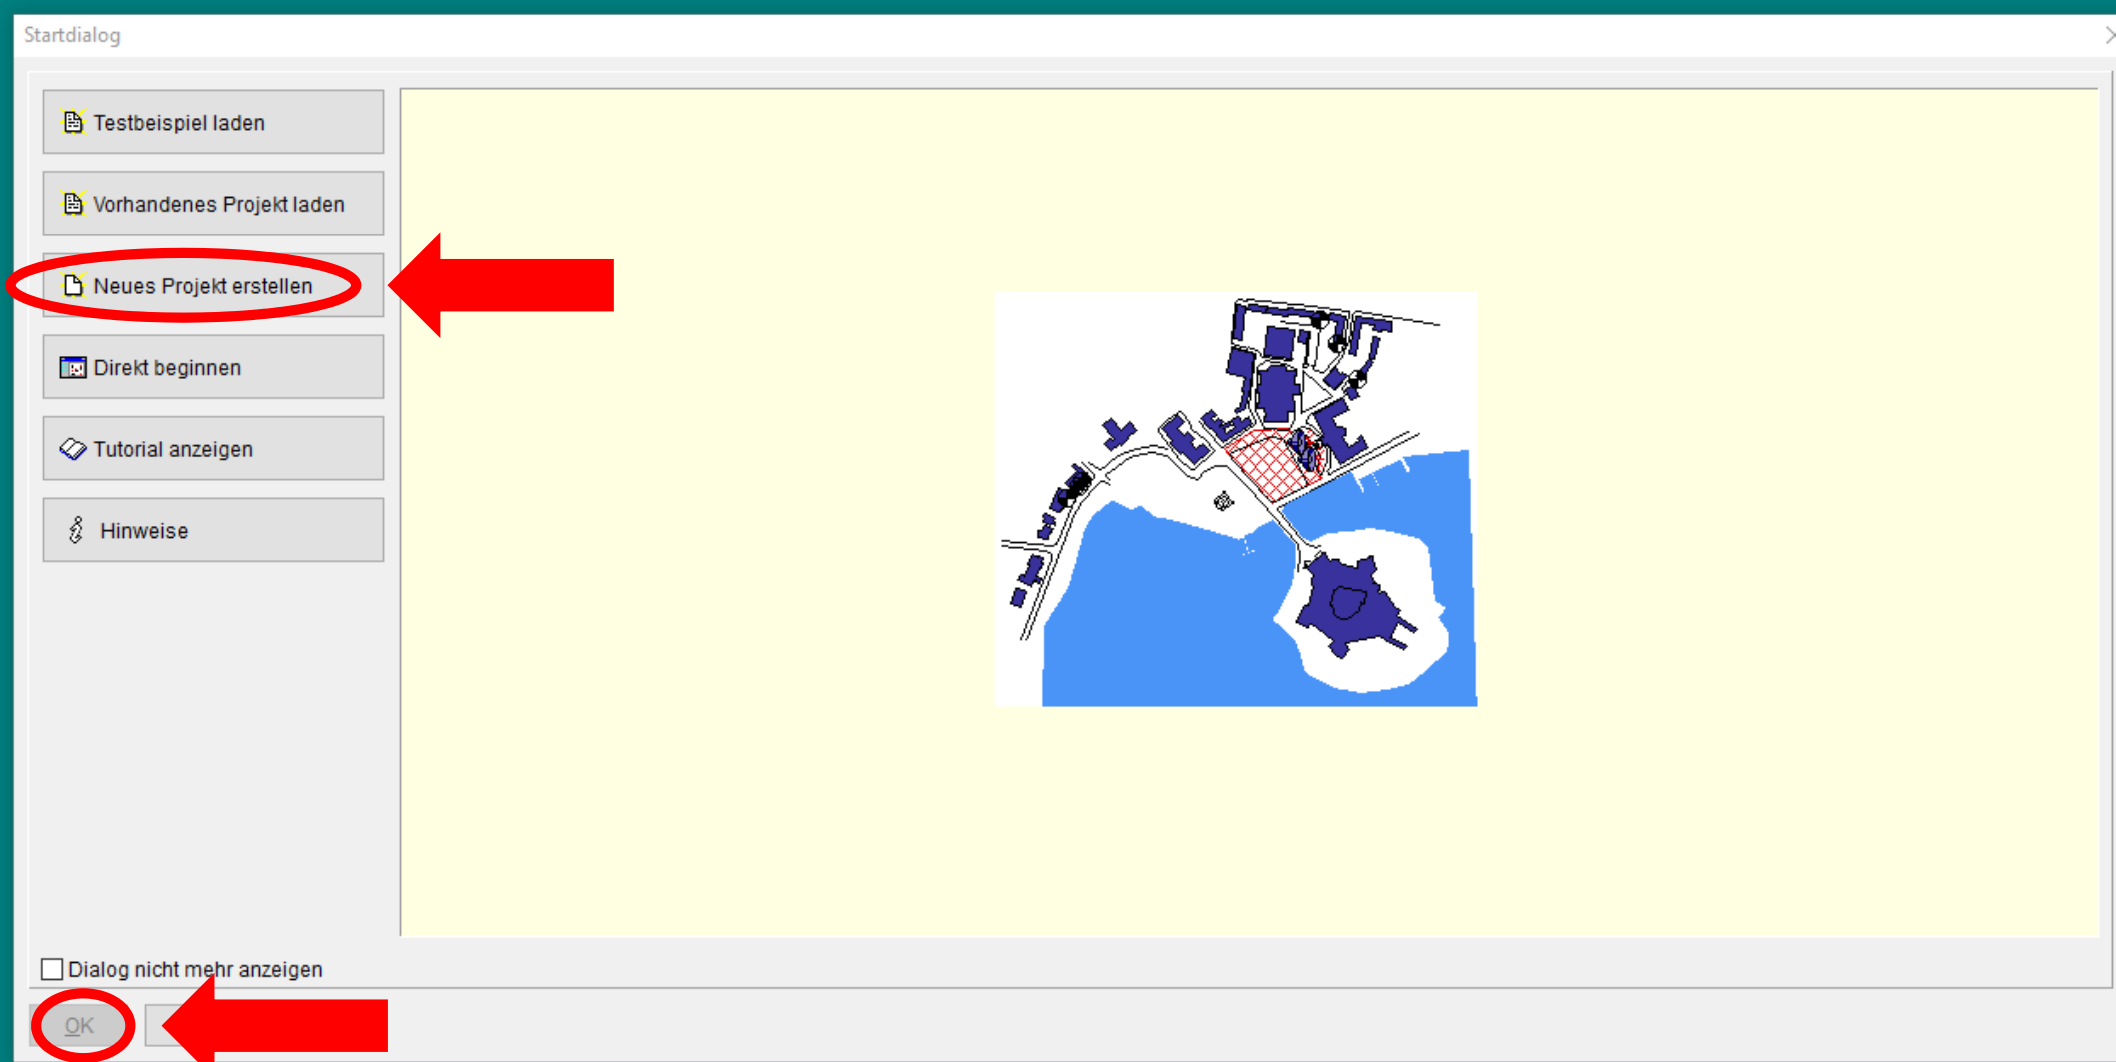 Startdialog
Testbeispiel laden
Vorhandenes Projekt laden
Neues Projekt erstellen
Direkt beginnen
Tutorial anzeigen
Hinweise
Dialog nicht mehr anzeigen
OK